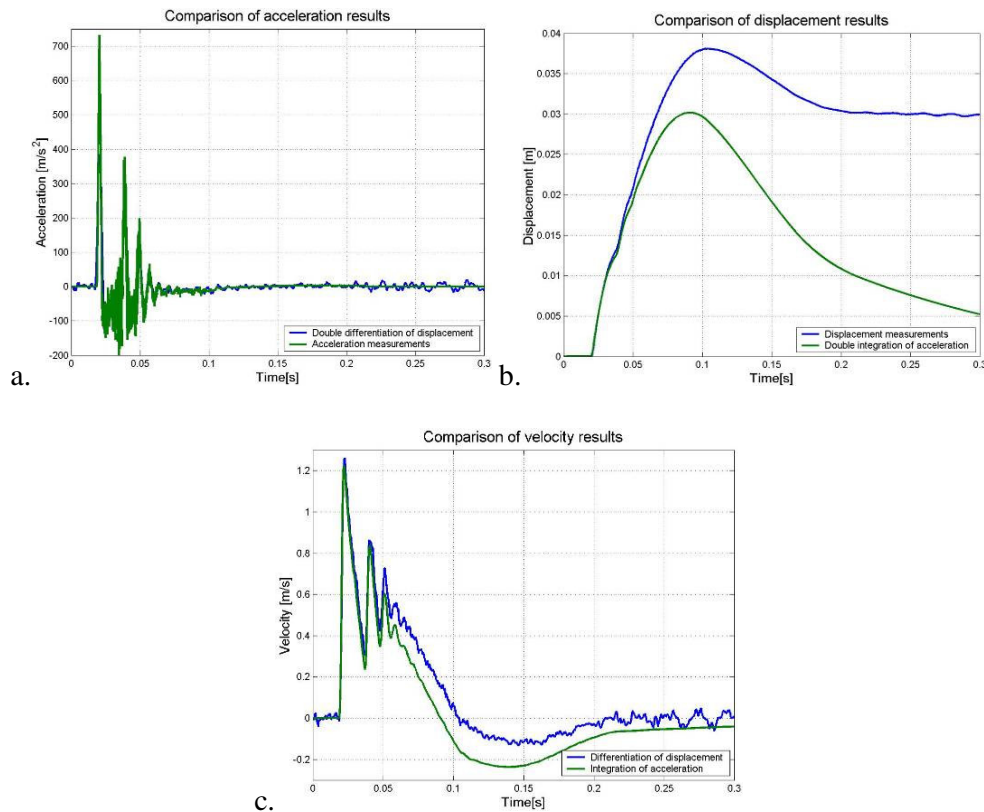 Comparison of acceleration results
700
600
500
400
300
200
100
0
-100
-200
Acceleration [m/s²]
0 0.05 0.1 0.15 0.2 0.25 0.3
Time[s]
Double differentiation of displacement
Acceleration measurements
a.
Comparison of displacement results
0.04
0.035
0.03
0.025
0.02
0.015
0.01
0.005
0
Displacement [m]
0 0.05 0.1 0.15 0.2 0.25 0.3
Time[s]
Displacement measurements
Double integration of acceleration
b.
Comparison of velocity results
1.2
1
0.8
0.6
0.4
0.2
0
-0.2
Velocity [m/s]
0 0.05 0.1 0.15 0.2 0.25 0.3
Time[s]
Differentiation of displacement
Integration of acceleration
c.